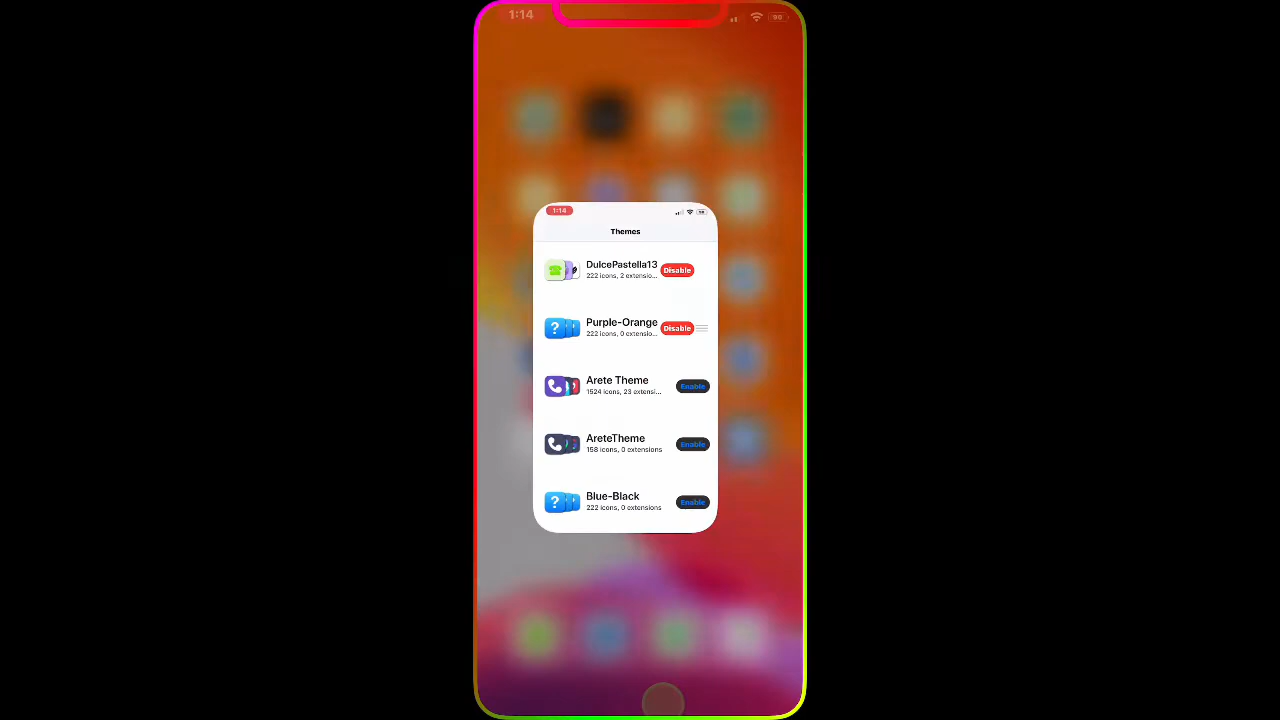 1:14
98
1:14
98
Themes
DulcePastella13
222 icons, 2 extensio...
Disable
Purple-Orange
222 icons, 0 extensio...
Disable
Arete Theme
1524 icons, 23 extensi...
Enable
AreteTheme
158 icons, 0 extensions
Enable
Blue-Black
222 icons, 0 extensions
Enable